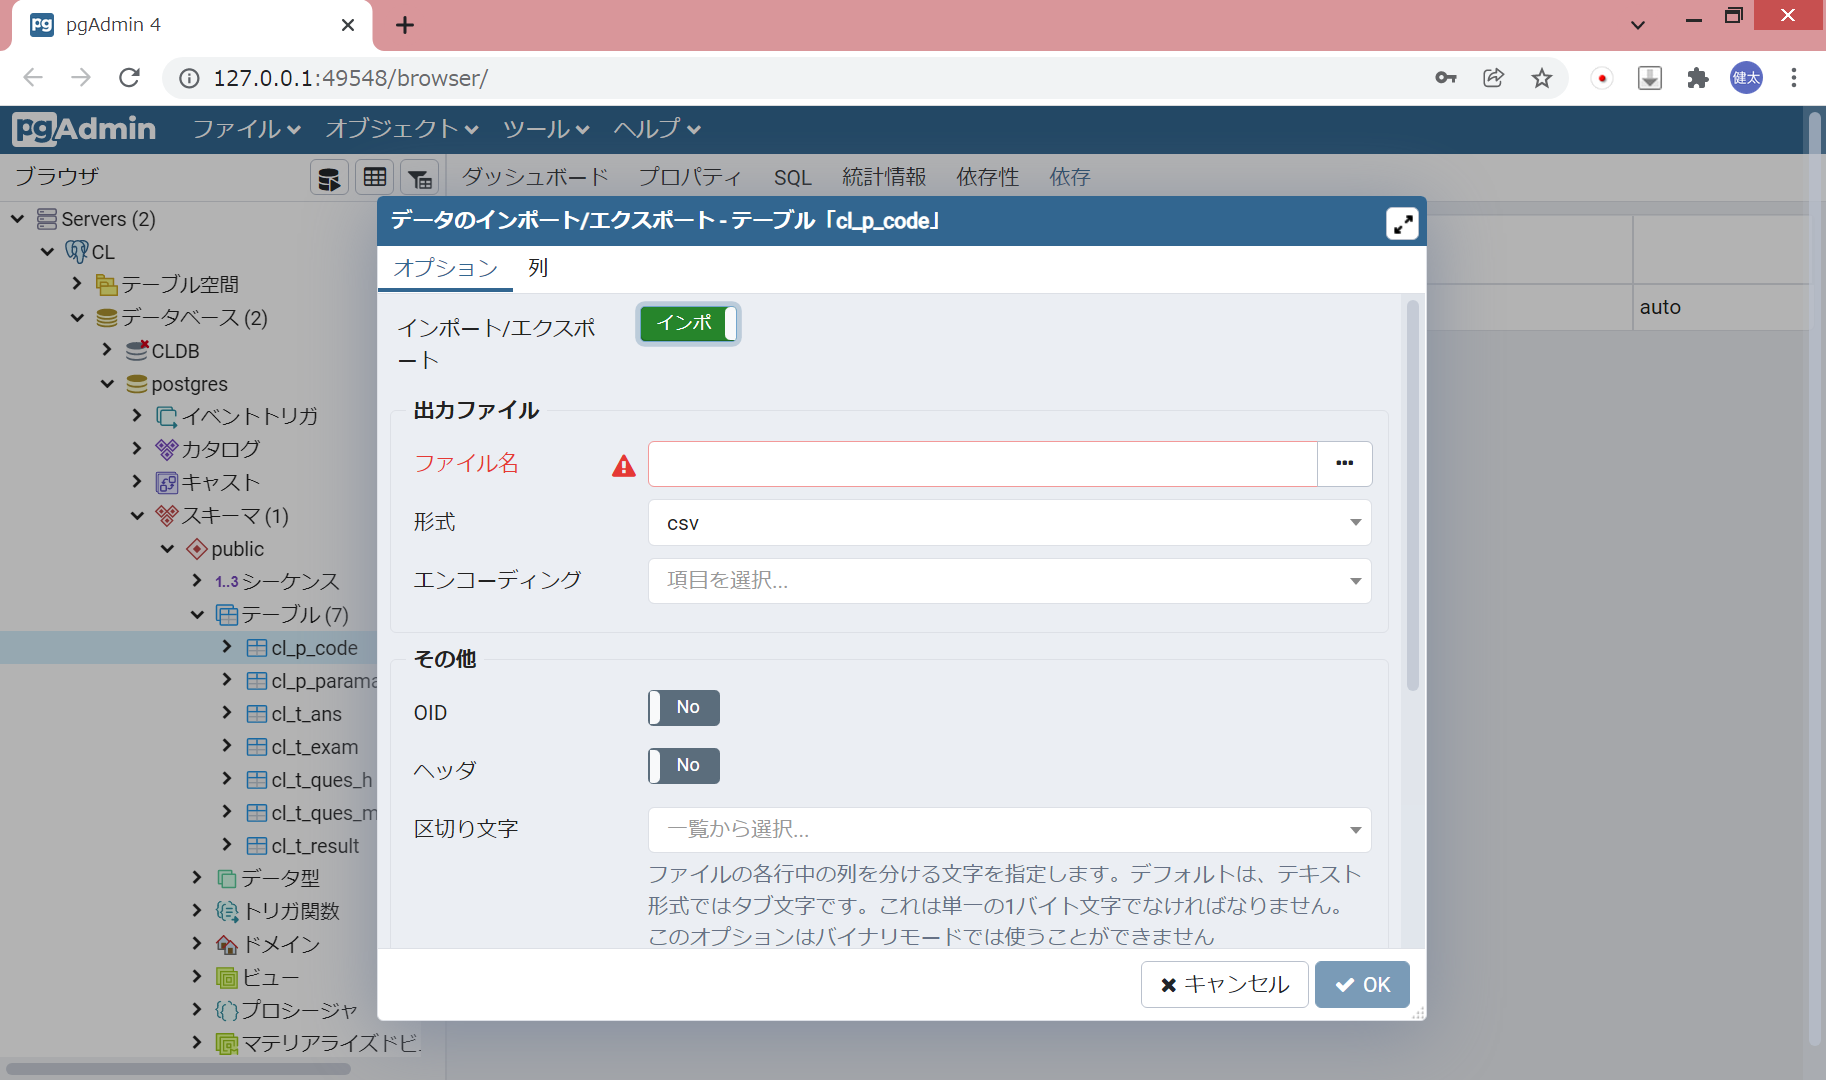 pgAdmin 4
127.0.0.1:49548/browser/
健太
pgAdmin ファイル オブジェクト ツール ヘルプ
ブラウザ
ダッシュボード プロパティ SQL 統計情報 依存性 依存
Servers (2)
CL
テーブル空間
データベース (2)
CLDB
postgres
イベントトリガ
カタログ
キャスト
スキーマ (1)
public
1..3 シーケンス
テーブル (7)
cl_p_code
cl_p_parama
cl_t_ans
cl_t_exam
cl_t_ques_h
cl_t_ques_m
cl_t_result
データ型
トリガ関数
ドメイン
ビュー
プロシージャ
マテリアライズドビ
データのインポート/エクスポート - テーブル「cl_p_code」
オプション 列
インポート/エクスポ
ート
インポ
出力ファイル
ファイル名
形式 csv
エンコーディング 項目を選択...
その他
OID No
ヘッダ No
区切り文字 一覧から選択...
ファイルの各行中の列を分ける文字を指定します。デフォルトは、テキスト
形式ではタブ文字です。これは単一の1バイト文字でなければなりません。
このオプションはバイナリモードでは使うことができません
キャンセル OK
auto